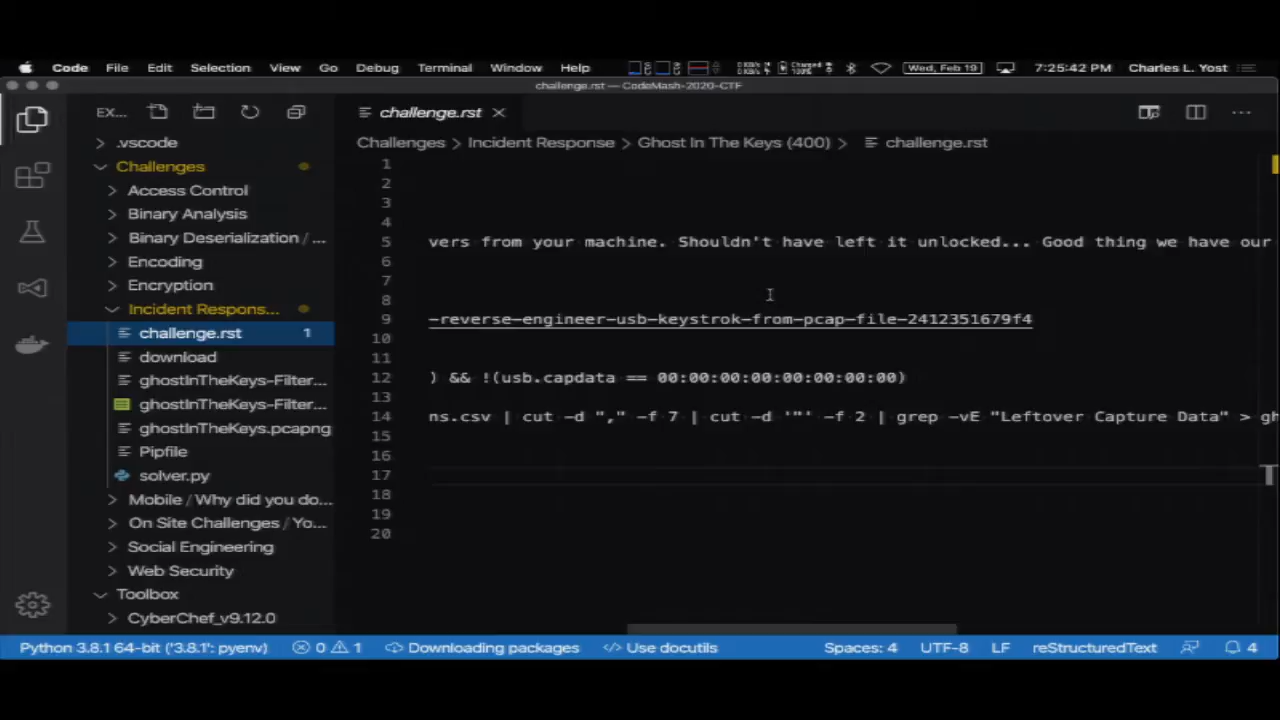 Code File Edit Selection View Go Debug Terminal Window Help Charged 100% Wed, Feb 19 7:25:42 PM Charles L. Yost
challenge.rst — CodeMash-2020-CTF
EX... challenge.rst
Challenges > Incident Response > Ghost In The Keys (400) > challenge.rst
> .vscode
Challenges
> Access Control
> Binary Analysis
> Binary Deserialization / ...
> Encoding
> Encryption
Incident Respons...
challenge.rst 1
download
ghostInTheKeys-Filter...
ghostInTheKeys-Filter...
ghostInTheKeys.pcapng
Pipfile
solver.py
> Mobile / Why did you do...
> On Site Challenges / Yo...
> Social Engineering
> Web Security
Toolbox
> CyberChef_v9.12.0
1
2
3
4
5 vers from your machine. Shouldn't have left it unlocked... Good thing we have our
6
7
8
9 -reverse-engineer-usb-keystrok-from-pcap-file-2412351679f4
10
11
12 ) && !(usb.capdata == 00:00:00:00:00:00:00:00)
13
14 ns.csv | cut -d "," -f 7 | cut -d '"' -f 2 | grep -vE "Leftover Capture Data" > gh
15
16
17
18
19
20
Python 3.8.1 64-bit ('3.8.1': pyenv) 0 1 Downloading packages Use docutils Spaces: 4 UTF-8 LF reStructuredText 4